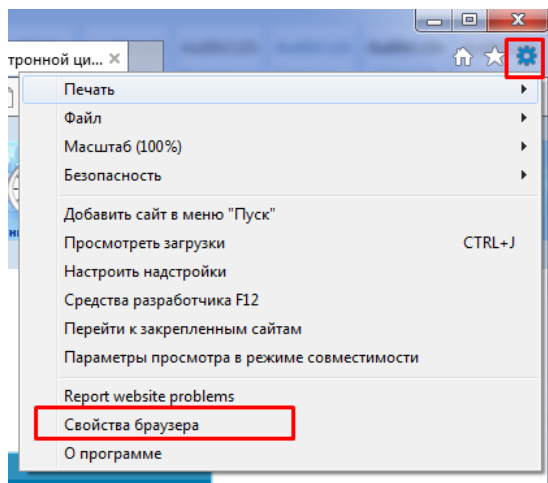 тронной ци...
Печать
Файл
Масштаб (100%)
Безопасность
Добавить сайт в меню "Пуск"
Просмотреть загрузки CTRL+J
Настроить надстройки
Средства разработчика F12
Перейти к закрепленным сайтам
Параметры просмотра в режиме совместимости
Report website problems
Свойства браузера
О программе